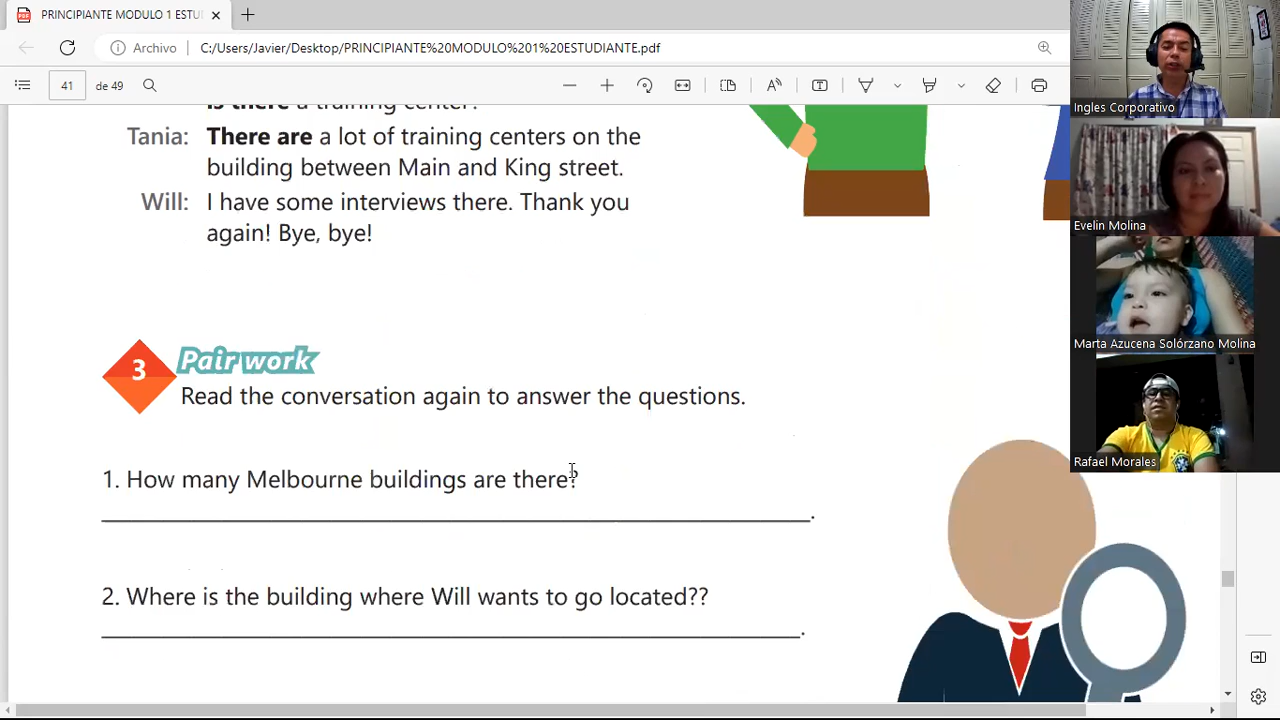 PRINCIPIANTE MODULO 1 ESTU
Archivo
C:/Users/Javier/Desktop/PRINCIPIANTE%20MODULO%201%20ESTUDIANTE.pdf
41 de 49
Is there a training center?
Tania: There are a lot of training centers on the
building between Main and King street.
Will: I have some interviews there. Thank you
again! Bye, bye!
3 Pair work
Read the conversation again to answer the questions.
1. How many Melbourne buildings are there?
2. Where is the building where Will wants to go located??
Ingles Corporativo
Evelin Molina
Marta Azucena Solórzano Molina
Rafael Morales